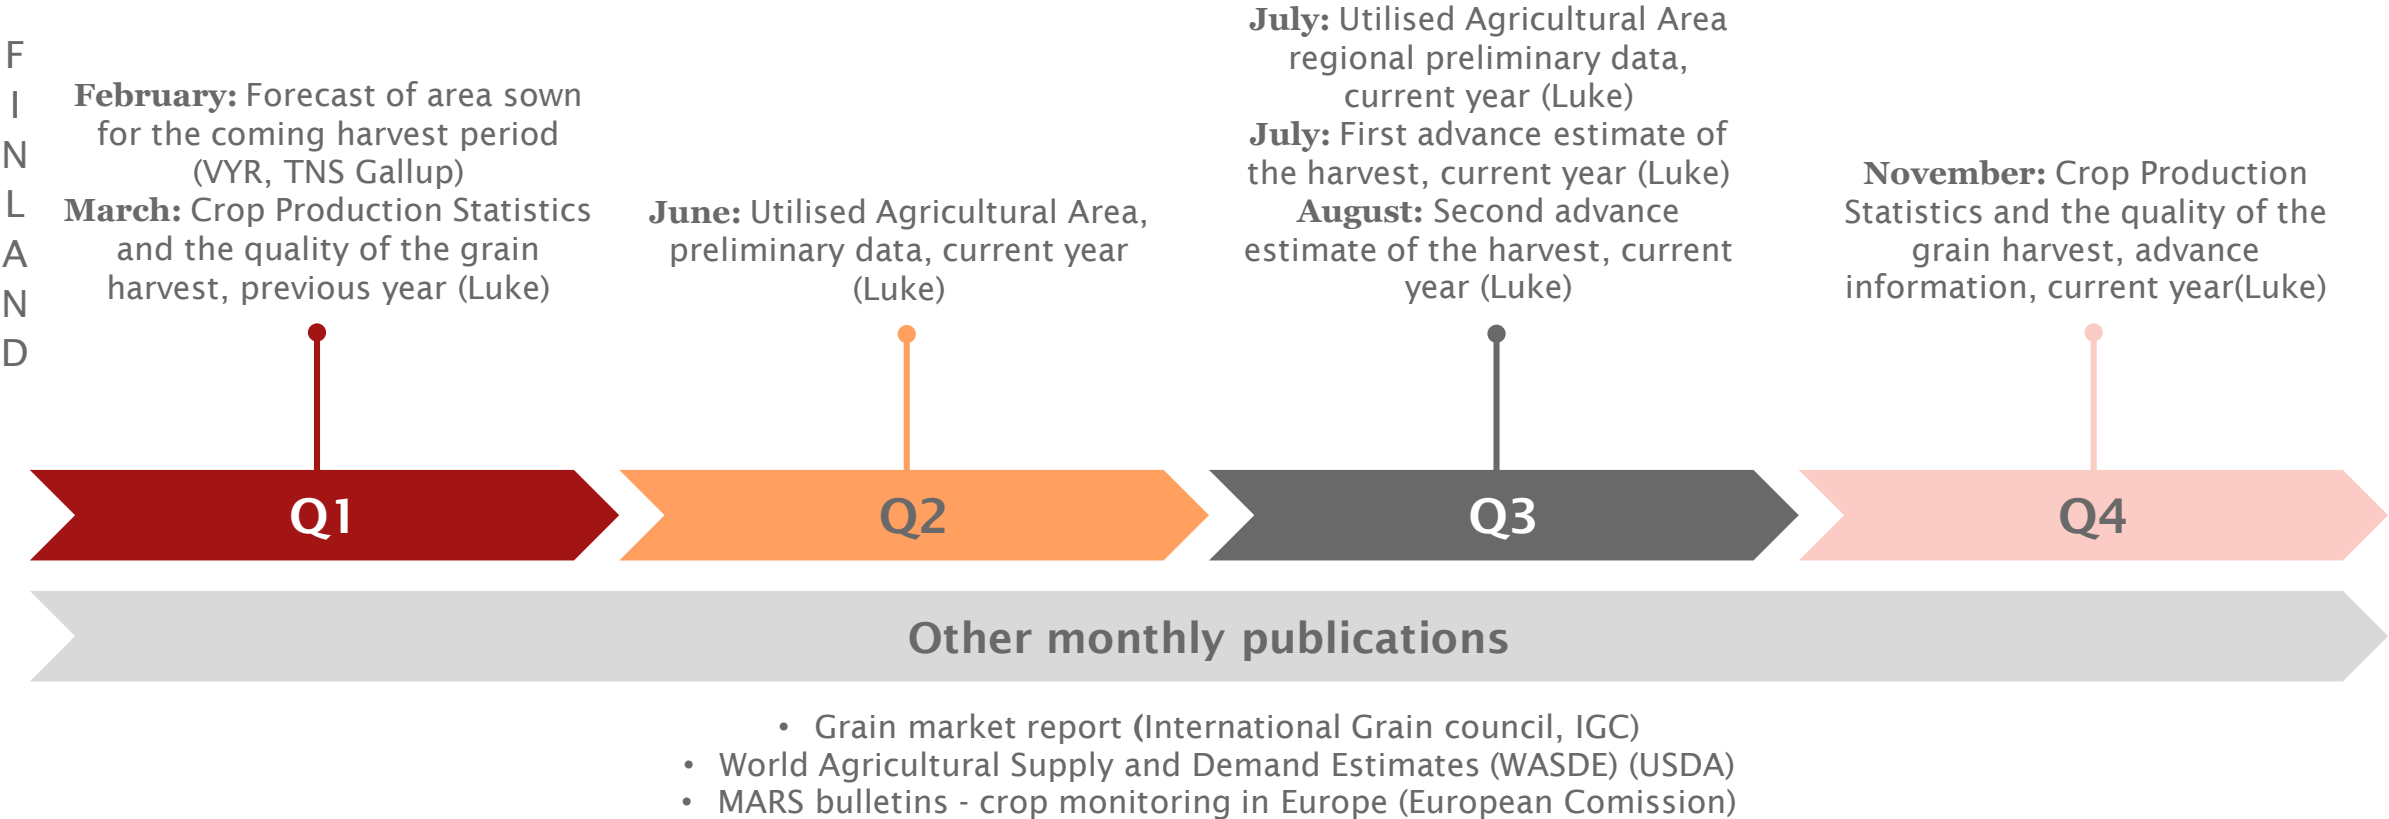 F
I
N
L
A
N
D
February: Forecast of area sown
for the coming harvest period
(VYR, TNS Gallup)
March: Crop Production Statistics
and the quality of the grain
harvest, previous year (Luke)
June: Utilised Agricultural Area,
preliminary data, current year
(Luke)
July: Utilised Agricultural Area
regional preliminary data,
current year (Luke)
July: First advance estimate of
the harvest, current year (Luke)
August: Second advance
estimate of the harvest, current
year (Luke)
November: Crop Production
Statistics and the quality of the
grain harvest, advance
information, current year(Luke)
Q1
Q2
Q3
Q4
Other monthly publications
• Grain market report (International Grain council, IGC)
• World Agricultural Supply and Demand Estimates (WASDE) (USDA)
• MARS bulletins - crop monitoring in Europe (European Comission)